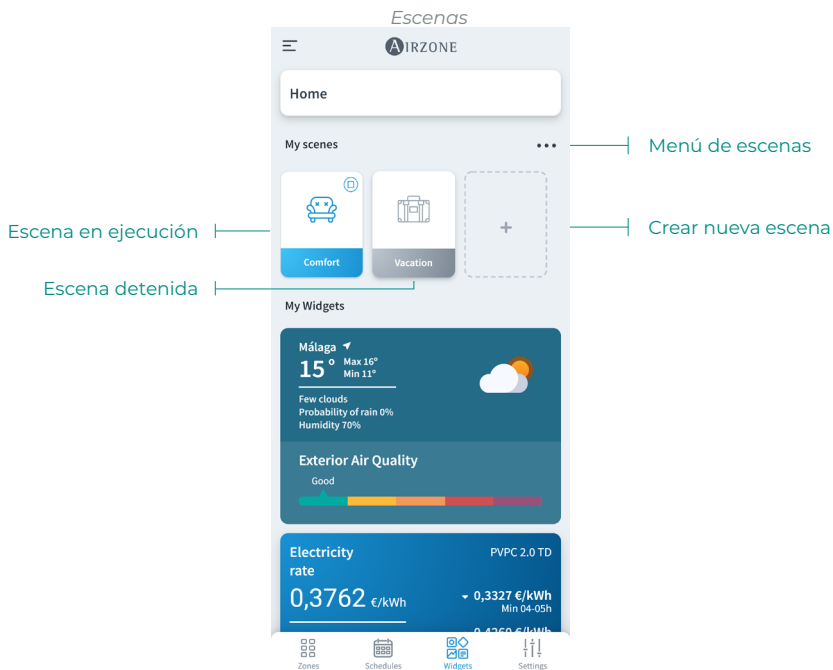 Escenas
AIRZONE
Home
My scenes
Menú de escenas
Escena en ejecución
Crear nueva escena
Comfort
Vacation
Escena detenida
My Widgets
Málaga
15° Max 16°
Min 11°
Few clouds
Probability of rain 0%
Humidity 70%
Exterior Air Quality
Good
Electricity PVPC 2.0 TD
rate
0,3762 €/kWh 0,3327 €/kWh
Min 04-05h
0,4260 €/kWh
Zones Schedules Widgets Settings